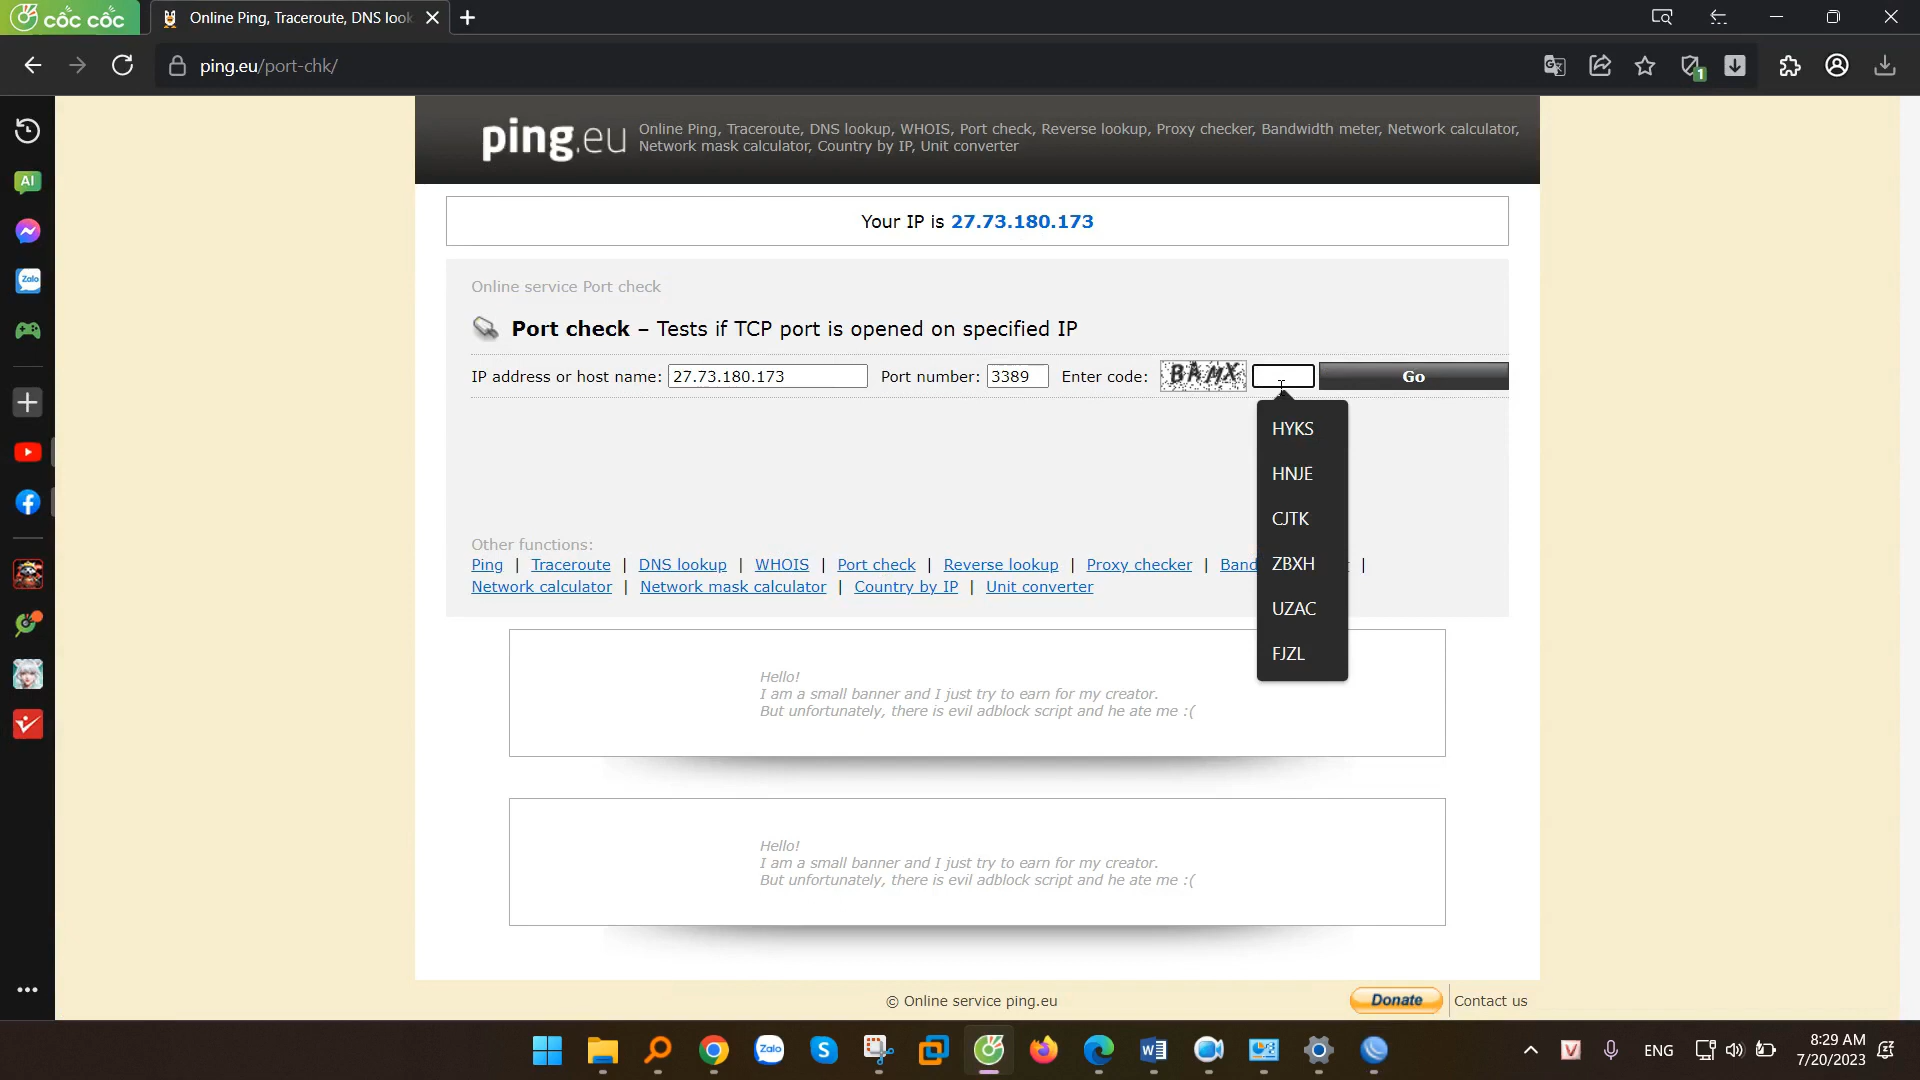 cốc cốc
Online Ping, Traceroute, DNS look
ping.eu/port-chk/
1
AI
Zalo
ping.eu
Online Ping, Traceroute, DNS lookup, WHOIS, Port check, Reverse lookup, Proxy checker, Bandwidth meter, Network calculator,
Network mask calculator, Country by IP, Unit converter
Your IP is 27.73.180.173
Online service Port check
Port check – Tests if TCP port is opened on specified IP
IP address or host name: 27.73.180.173 Port number: 3389 Enter code: BAMX Go
HYKS
HNJE
CJTK
ZBXH
UZAC
FJZL
Other functions:
Ping | Traceroute | DNS lookup | WHOIS | Port check | Reverse lookup | Proxy checker | Band |
Network calculator | Network mask calculator | Country by IP | Unit converter
Hello!
I am a small banner and I just try to earn for my creator.
But unfortunately, there is evil adblock script and he ate me :(
Hello!
I am a small banner and I just try to earn for my creator.
But unfortunately, there is evil adblock script and he ate me :(
© Online service ping.eu
Donate
Contact us
Zalo
ENG
8:29 AM
7/20/2023